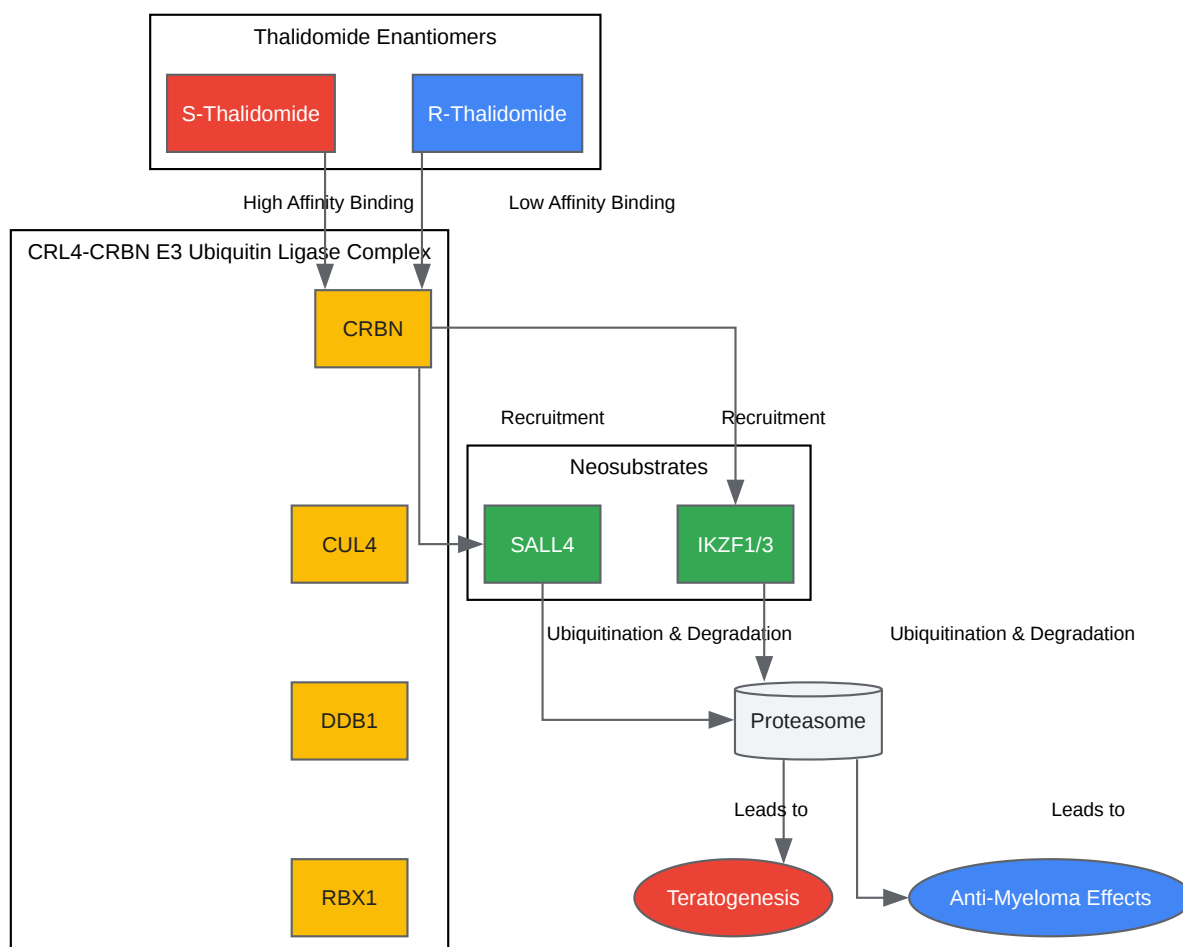 Thalidomide Enantiomers
S-Thalidomide
R-Thalidomide
High Affinity Binding
Low Affinity Binding
CRL4-CRBN E3 Ubiquitin Ligase Complex
CRBN
Recruitment
Recruitment
Neosubstrates
CUL4
SALL4
IKZF1/3
Ubiquitination & Degradation
Ubiquitination & Degradation
DDB1
Proteasome
Leads to
Leads to
RBX1
Teratogenesis
Anti-Myeloma Effects